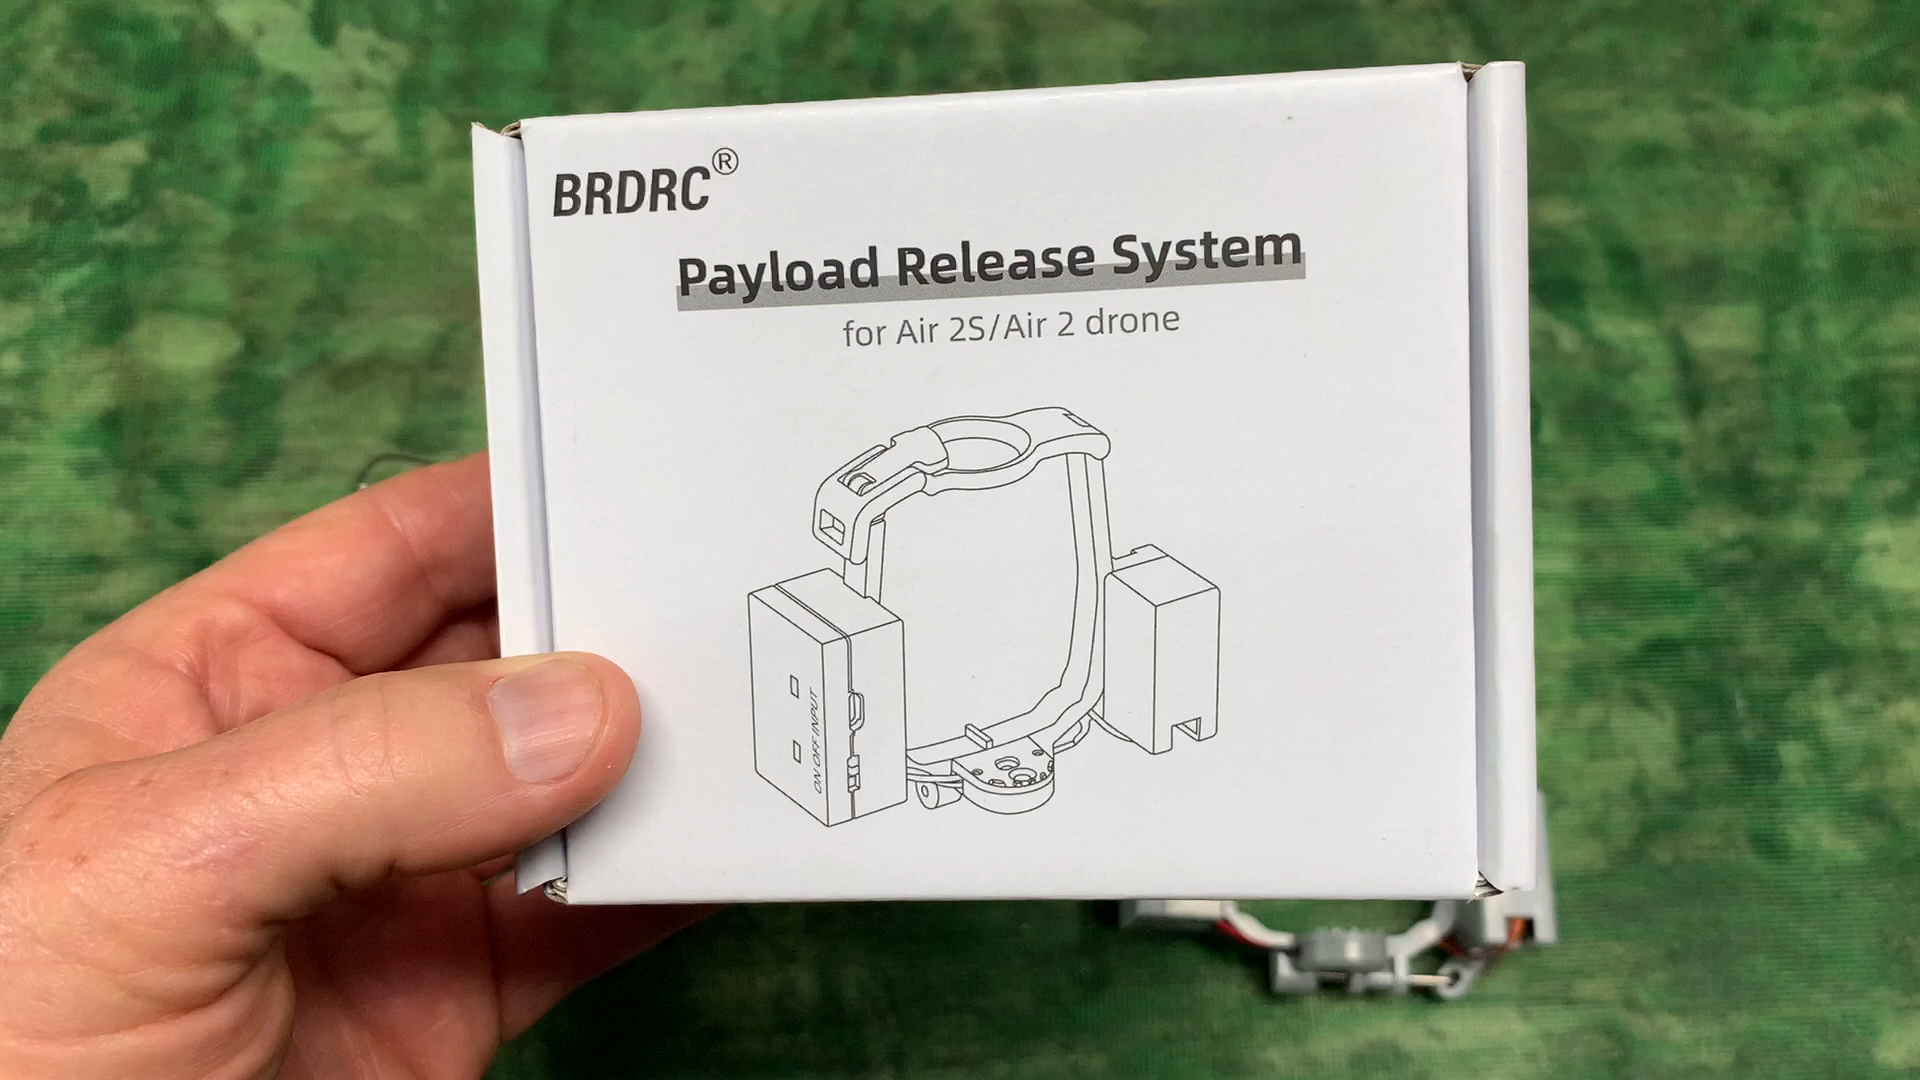 BRDRC®
Payload Release System
for Air 2S/Air 2 drone
ON OFF INPUT